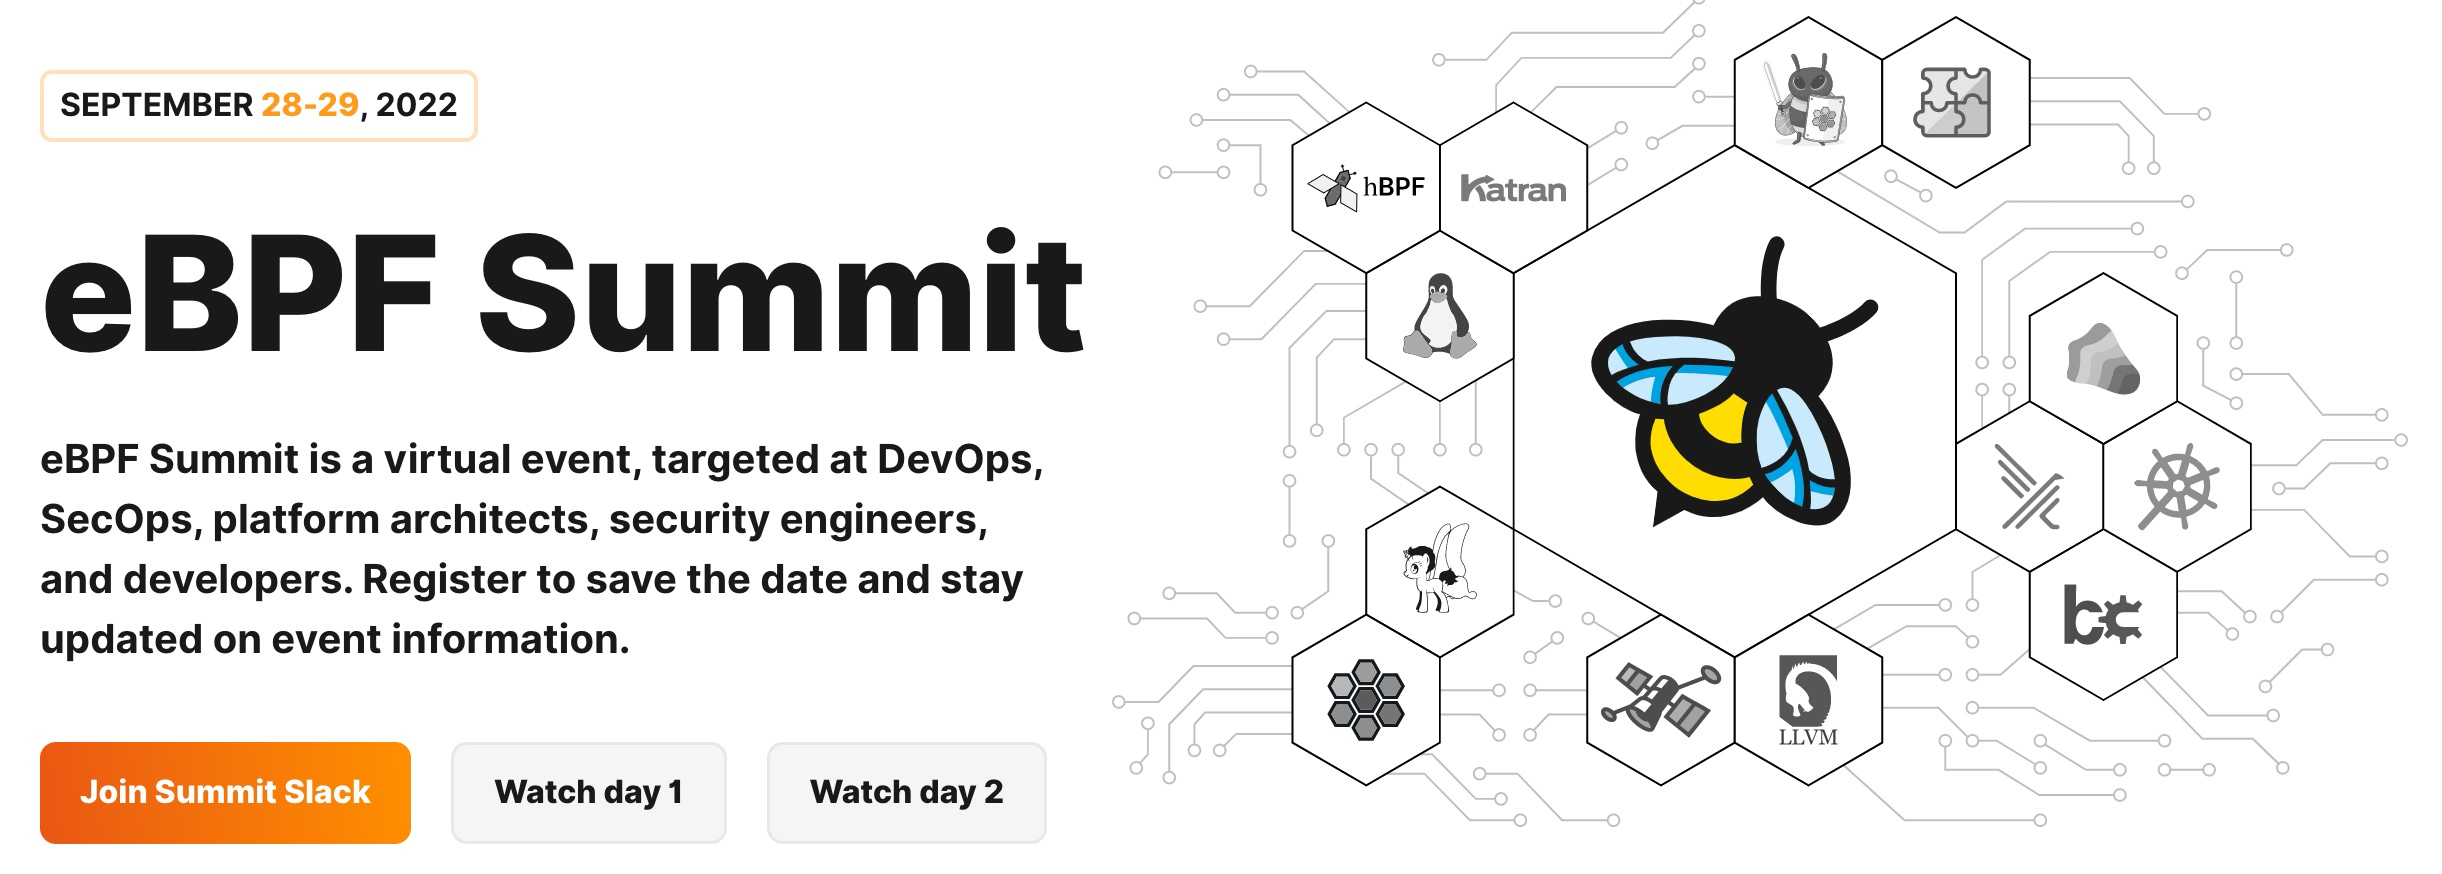 SEPTEMBER 28-29, 2022
eBPF Summit
eBPF Summit is a virtual event, targeted at DevOps,
SecOps, platform architects, security engineers,
and developers. Register to save the date and stay
updated on event information.
Join Summit Slack
Watch day 1
Watch day 2
hBPF
Katran
bc
LLVM